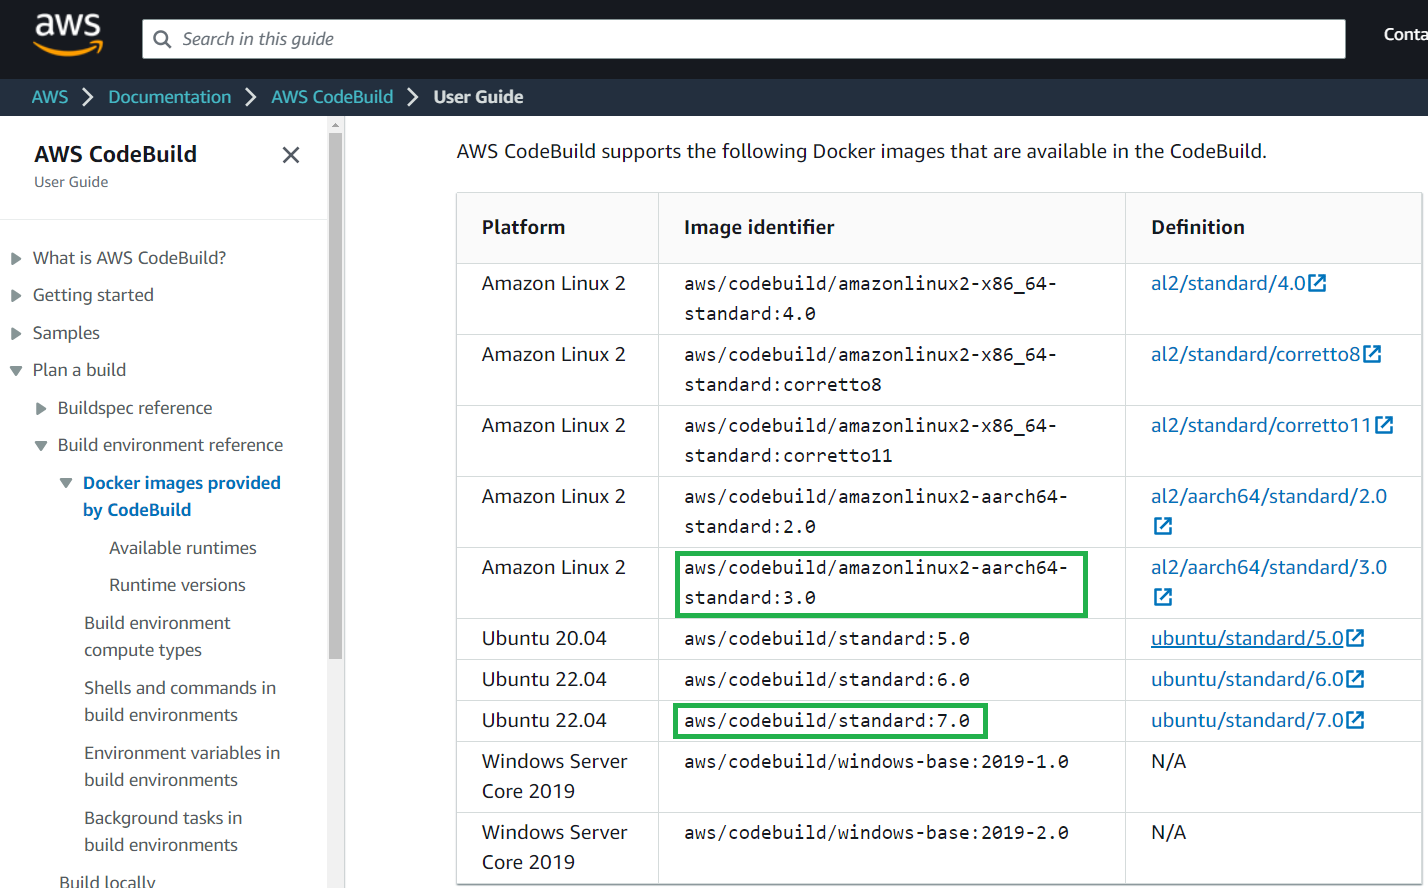 aws
Search in this guide
Conta
AWS > Documentation > AWS CodeBuild > User Guide
AWS CodeBuild
User Guide
What is AWS CodeBuild?
Getting started
Samples
Plan a build
Buildspec reference
Build environment reference
Docker images provided
by CodeBuild
Available runtimes
Runtime versions
Build environment
compute types
Shells and commands in
build environments
Environment variables in
build environments
Background tasks in
build environments
Build locally
AWS CodeBuild supports the following Docker images that are available in the CodeBuild.
Platform Image identifier Definition
Amazon Linux 2 aws/codebuild/amazonlinux2-x86_64- al2/standard/4.0
standard:4.0
Amazon Linux 2 aws/codebuild/amazonlinux2-x86_64- al2/standard/corretto8
standard:corretto8
Amazon Linux 2 aws/codebuild/amazonlinux2-x86_64- al2/standard/corretto11
standard:corretto11
Amazon Linux 2 aws/codebuild/amazonlinux2-aarch64- al2/aarch64/standard/2.0
standard:2.0
Amazon Linux 2 aws/codebuild/amazonlinux2-aarch64- al2/aarch64/standard/3.0
standard:3.0
Ubuntu 20.04 aws/codebuild/standard:5.0 ubuntu/standard/5.0
Ubuntu 22.04 aws/codebuild/standard:6.0 ubuntu/standard/6.0
Ubuntu 22.04 aws/codebuild/standard:7.0 ubuntu/standard/7.0
Windows Server aws/codebuild/windows-base:2019-1.0 N/A
Core 2019
Windows Server aws/codebuild/windows-base:2019-2.0 N/A
Core 2019